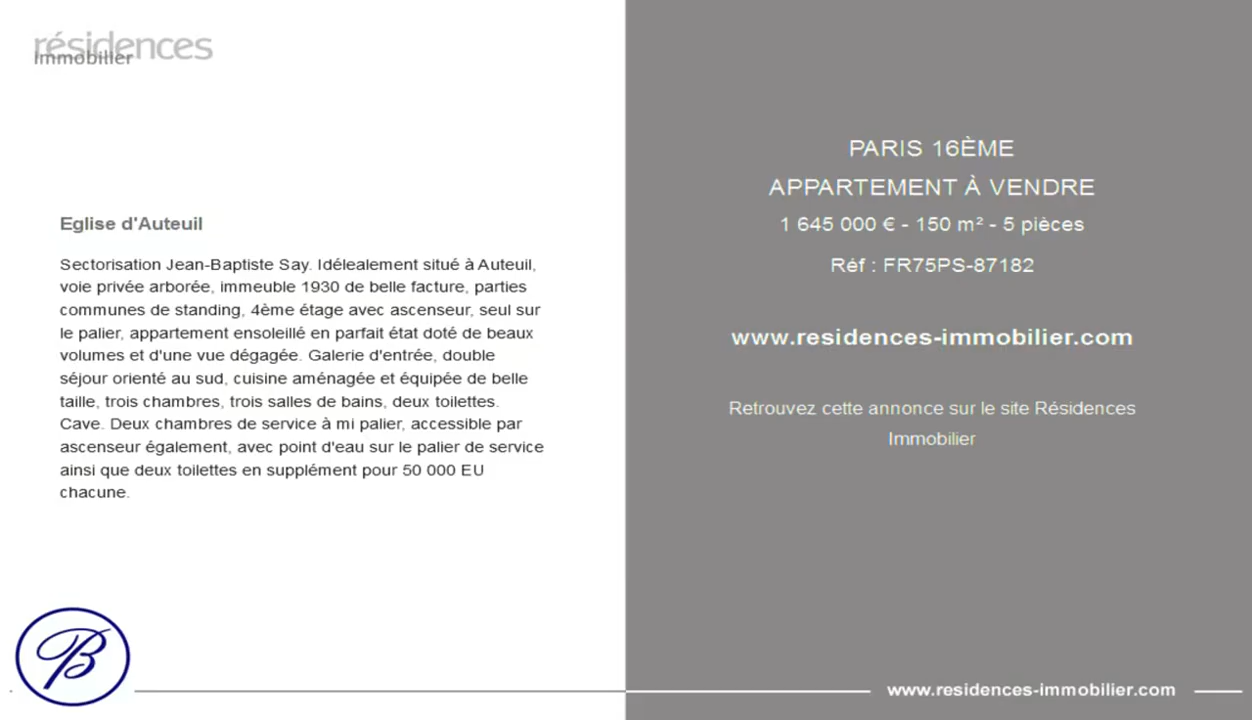 résidences
Immobilier
Eglise d'Auteuil
Sectorisation Jean-Baptiste Say. Idélealement situé à Auteuil,
voie privée arborée, immeuble 1930 de belle facture, parties
communes de standing, 4ème étage avec ascenseur, seul sur
le palier, appartement ensoleillé en parfait état doté de beaux
volumes et d'une vue dégagée. Galerie d'entrée, double
séjour orienté au sud, cuisine aménagée et équipée de belle
taille, trois chambres, trois salles de bains, deux toilettes.
Cave. Deux chambres de service à mi palier, accessible par
ascenseur également, avec point d'eau sur le palier de service
ainsi que deux toilettes en supplément pour 50 000 EU
chacune.
B
PARIS 16ÈME
APPARTEMENT À VENDRE
1 645 000 € - 150 m² - 5 pièces
Réf : FR75PS-87182
www.residences-immobilier.com
Retrouvez cette annonce sur le site Résidences
Immobilier
www.residences-immobilier.com